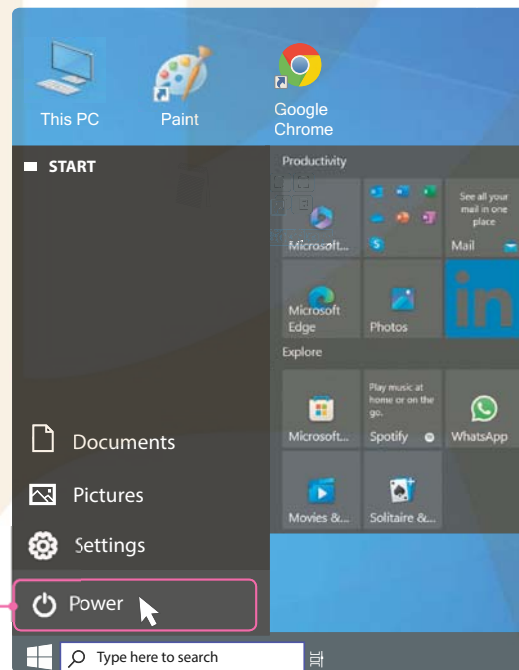 This PC
Paint
Google
Chrome
START
Productivity
Microsoft...
See all your
mail in one
place
Mail
Microsoft
Edge
Photos
in
Explore
Microsoft...
Play music at
home or on the
go.
Spotify
WhatsApp
Movies &...
Solitaire &...
Documents
Pictures
Settings
Power
Type here to search